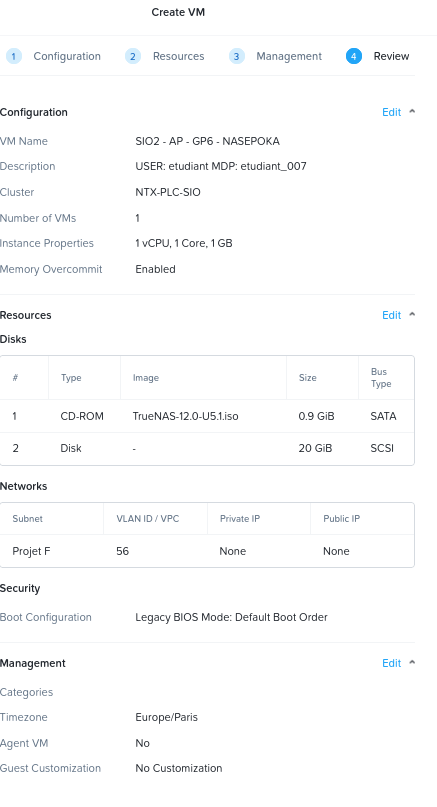 Create VM
1 Configuration 2 Resources 3 Management 4 Review
Configuration Edit
VM Name SIO2 - AP - GP6 - NASEPOKA
Description USER: etudiant MDP: etudiant_007
Cluster NTX-PLC-SIO
Number of VMs 1
Instance Properties 1 vCPU, 1 Core, 1 GB
Memory Overcommit Enabled
Resources Edit
Disks
# Type Image Size Bus
Type
1 CD-ROM TrueNAS-12.0-U5.1.iso 0.9 GiB SATA
2 Disk - 20 GiB SCSI
Networks
Subnet VLAN ID / VPC Private IP Public IP
Projet F 56 None None
Security
Boot Configuration Legacy BIOS Mode: Default Boot Order
Management Edit
Categories
Timezone Europe/Paris
Agent VM No
Guest Customization No Customization